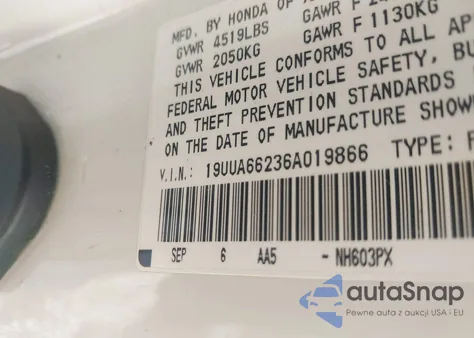 MFD. BY HONDA OF
GVWR 4519LBS GAWR F
GVWR 2050KG GAWR F 1130KG
THIS VEHICLE CONFORMS TO ALL AP
FEDERAL MOTOR VEHICLE SAFETY, BU
AND THEFT PREVENTION STANDARDS
ON THE DATE OF MANUFACTURE SHOW
V.I.N.: 19UUA66236A019866 TYPE:
SEP 6 AA5 - NH603PX
autoSnap
Pewne auta z aukcji USA i EU